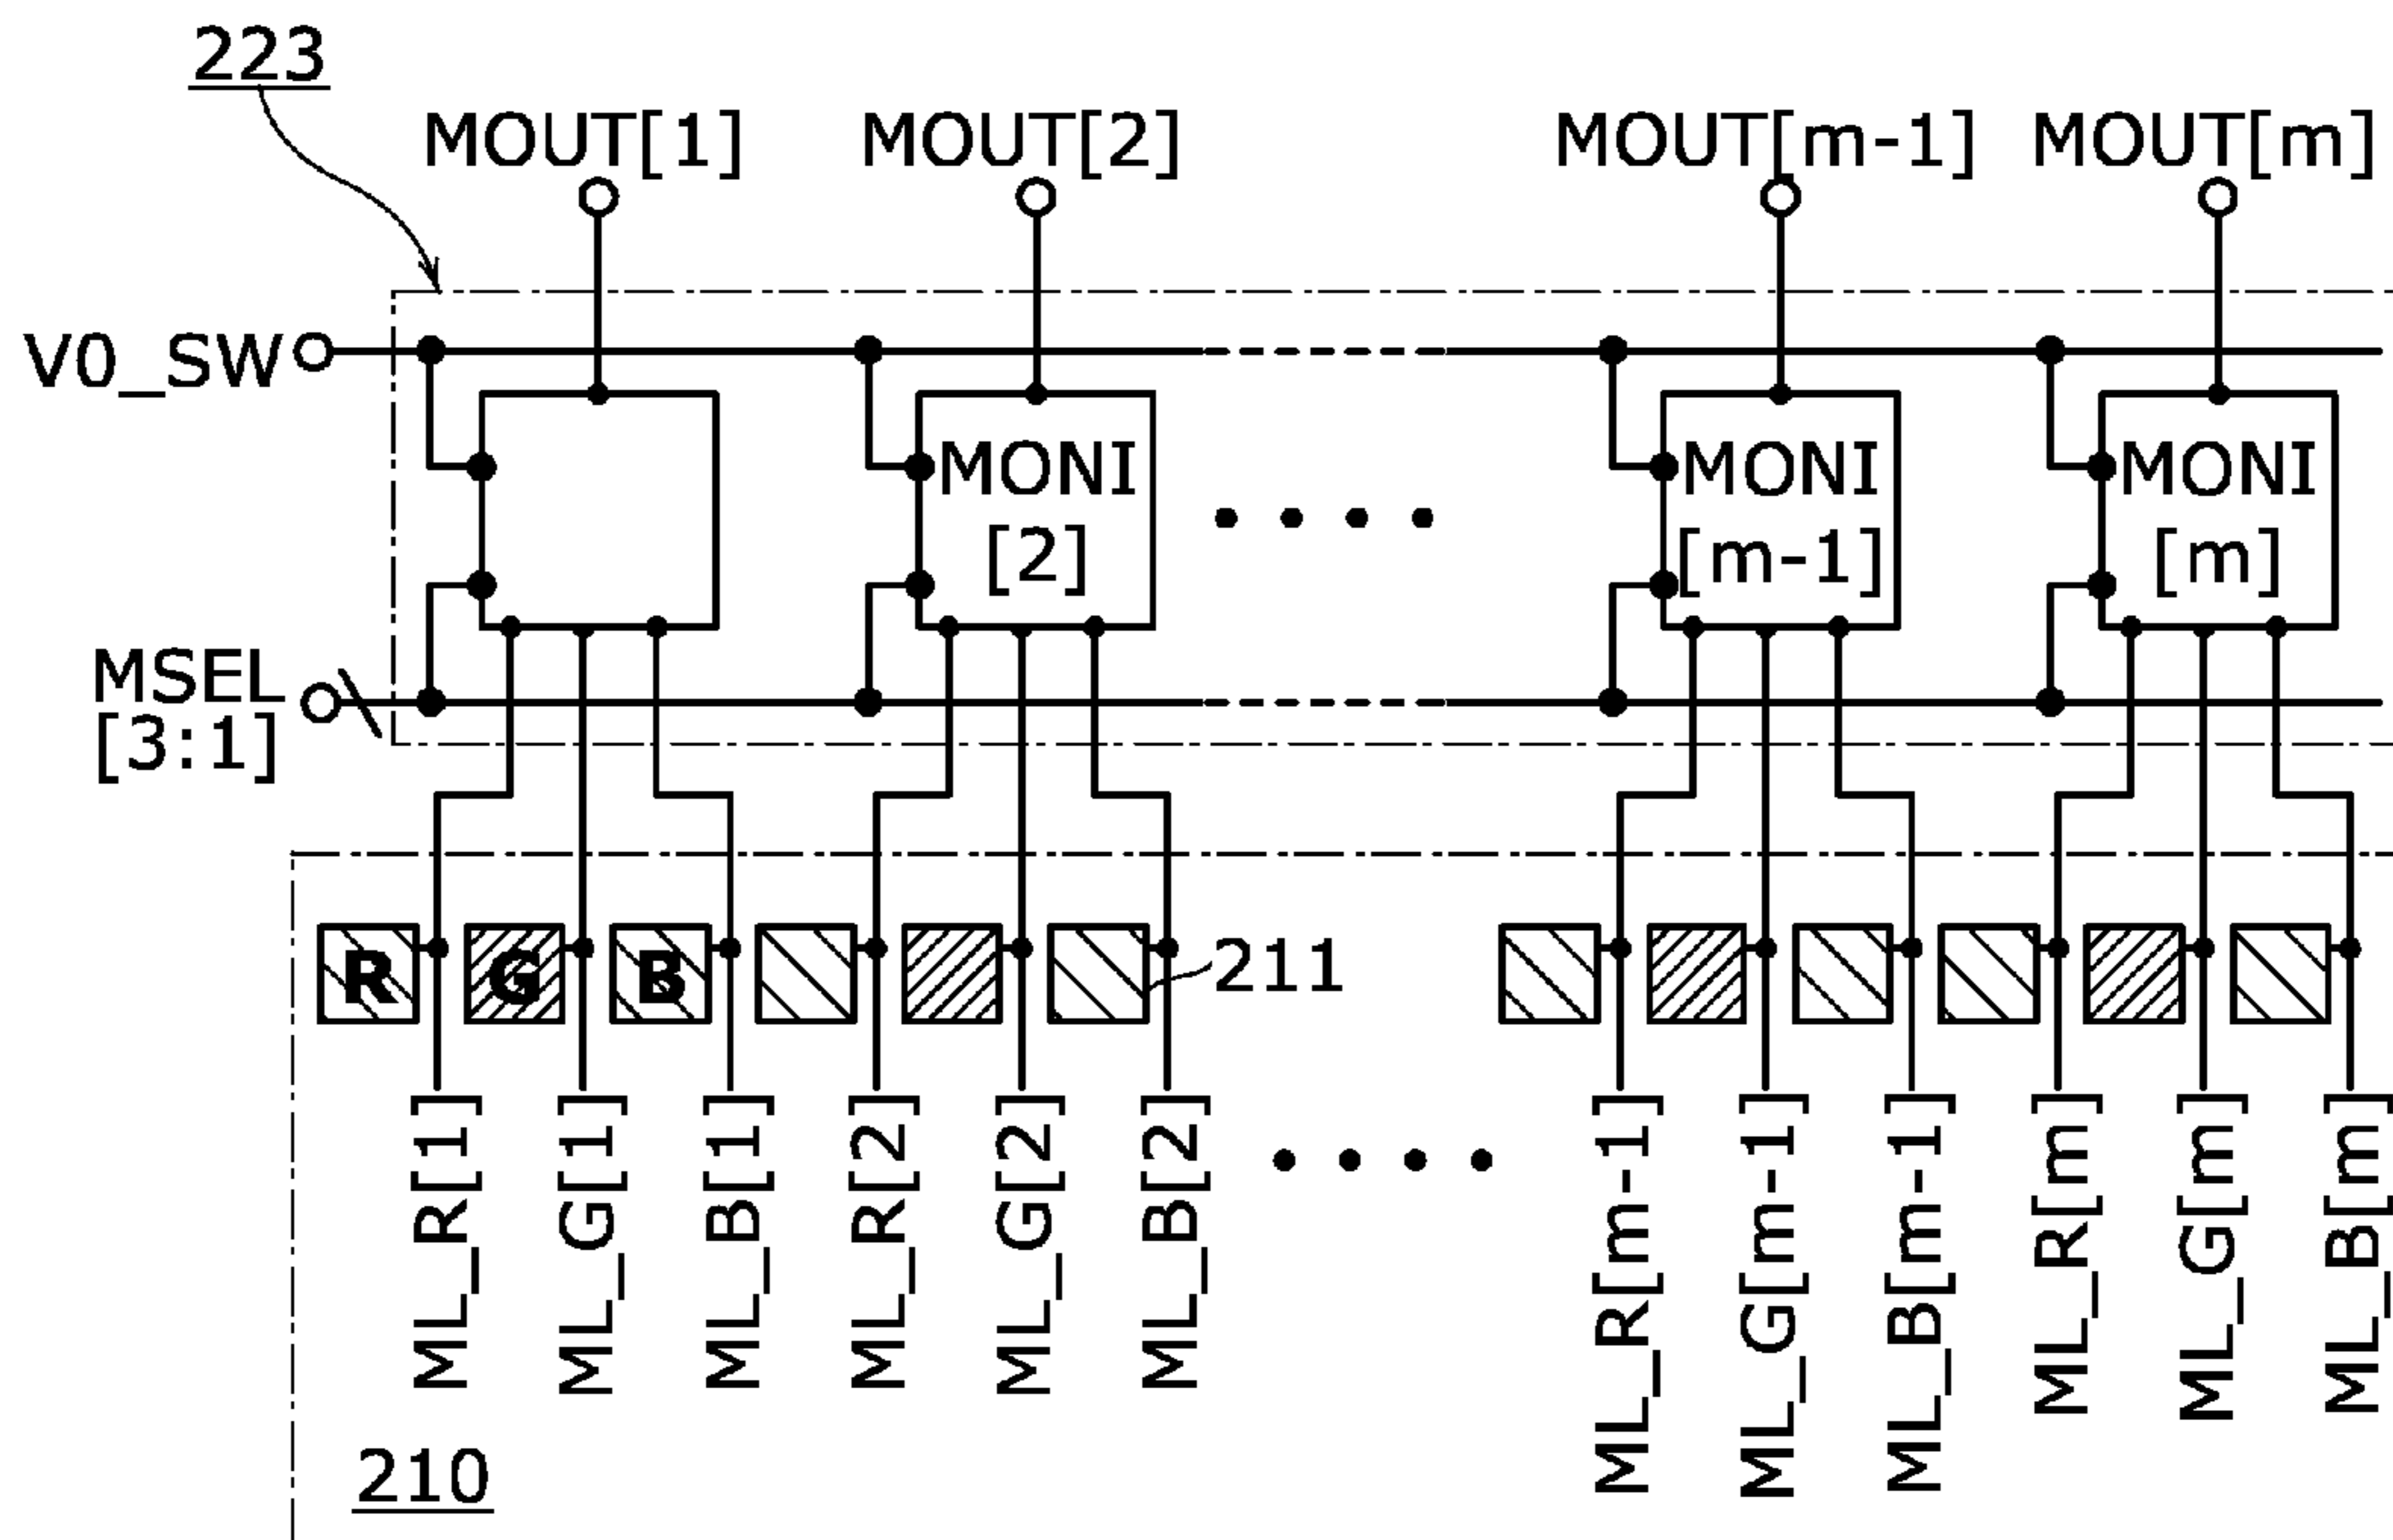 223
MOUT[1] MOUT[2] MOUT[m-1] MOUT[m]
V0_SW
MONI MONI MONI
[2] [m-1] [m]
MSEL
[3:1]
R G B
211
ML_R[1] ML_G[1] ML_B[1] ML_R[2] ML_G[2] ML_B[2] ML_R[m-1] ML_G[m-1] ML_B[m-1] ML_R[m] ML_G[m] ML_B[m]
210